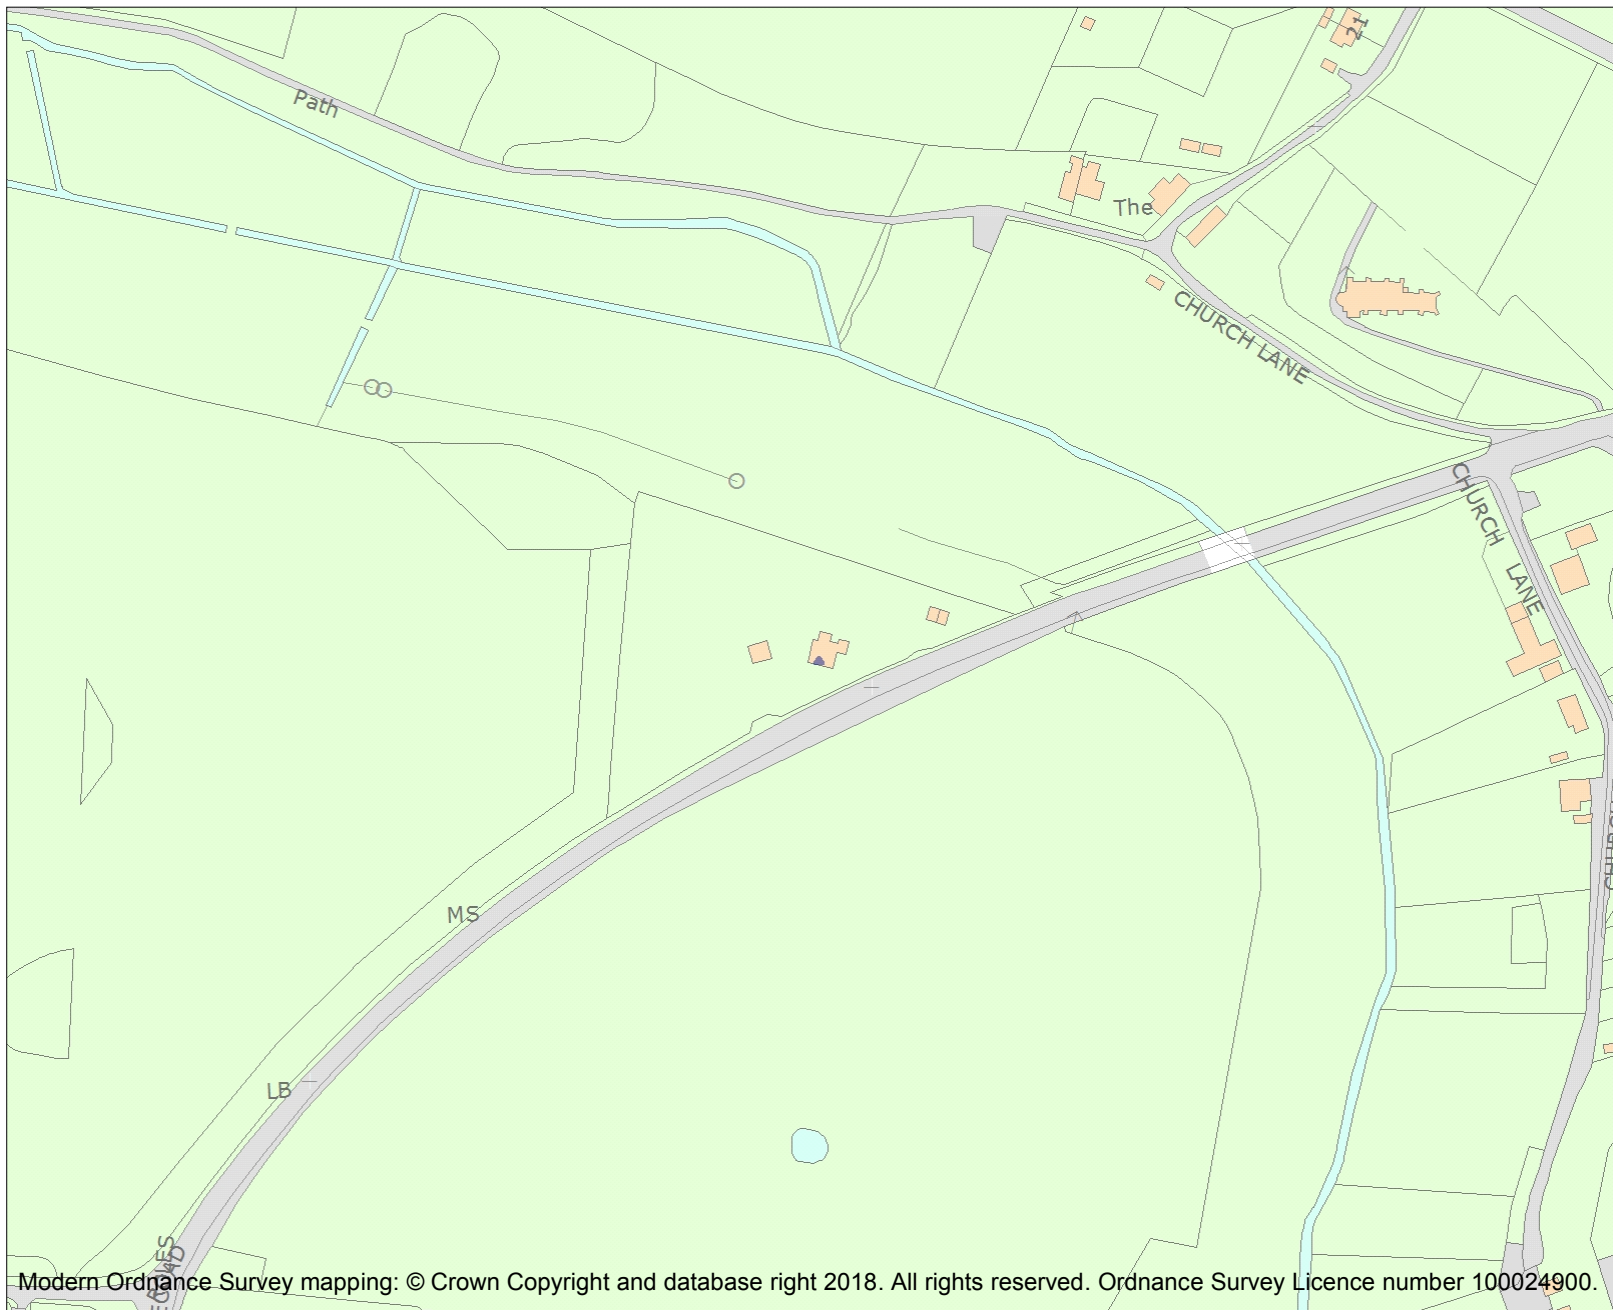 21
Path
The
CHURCH LANE
CHURCH LANE
MS
LB
ROAD
Modern Ordnance Survey mapping: © Crown Copyright and database right 2018. All rights reserved. Ordnance Survey Licence number 100024900.